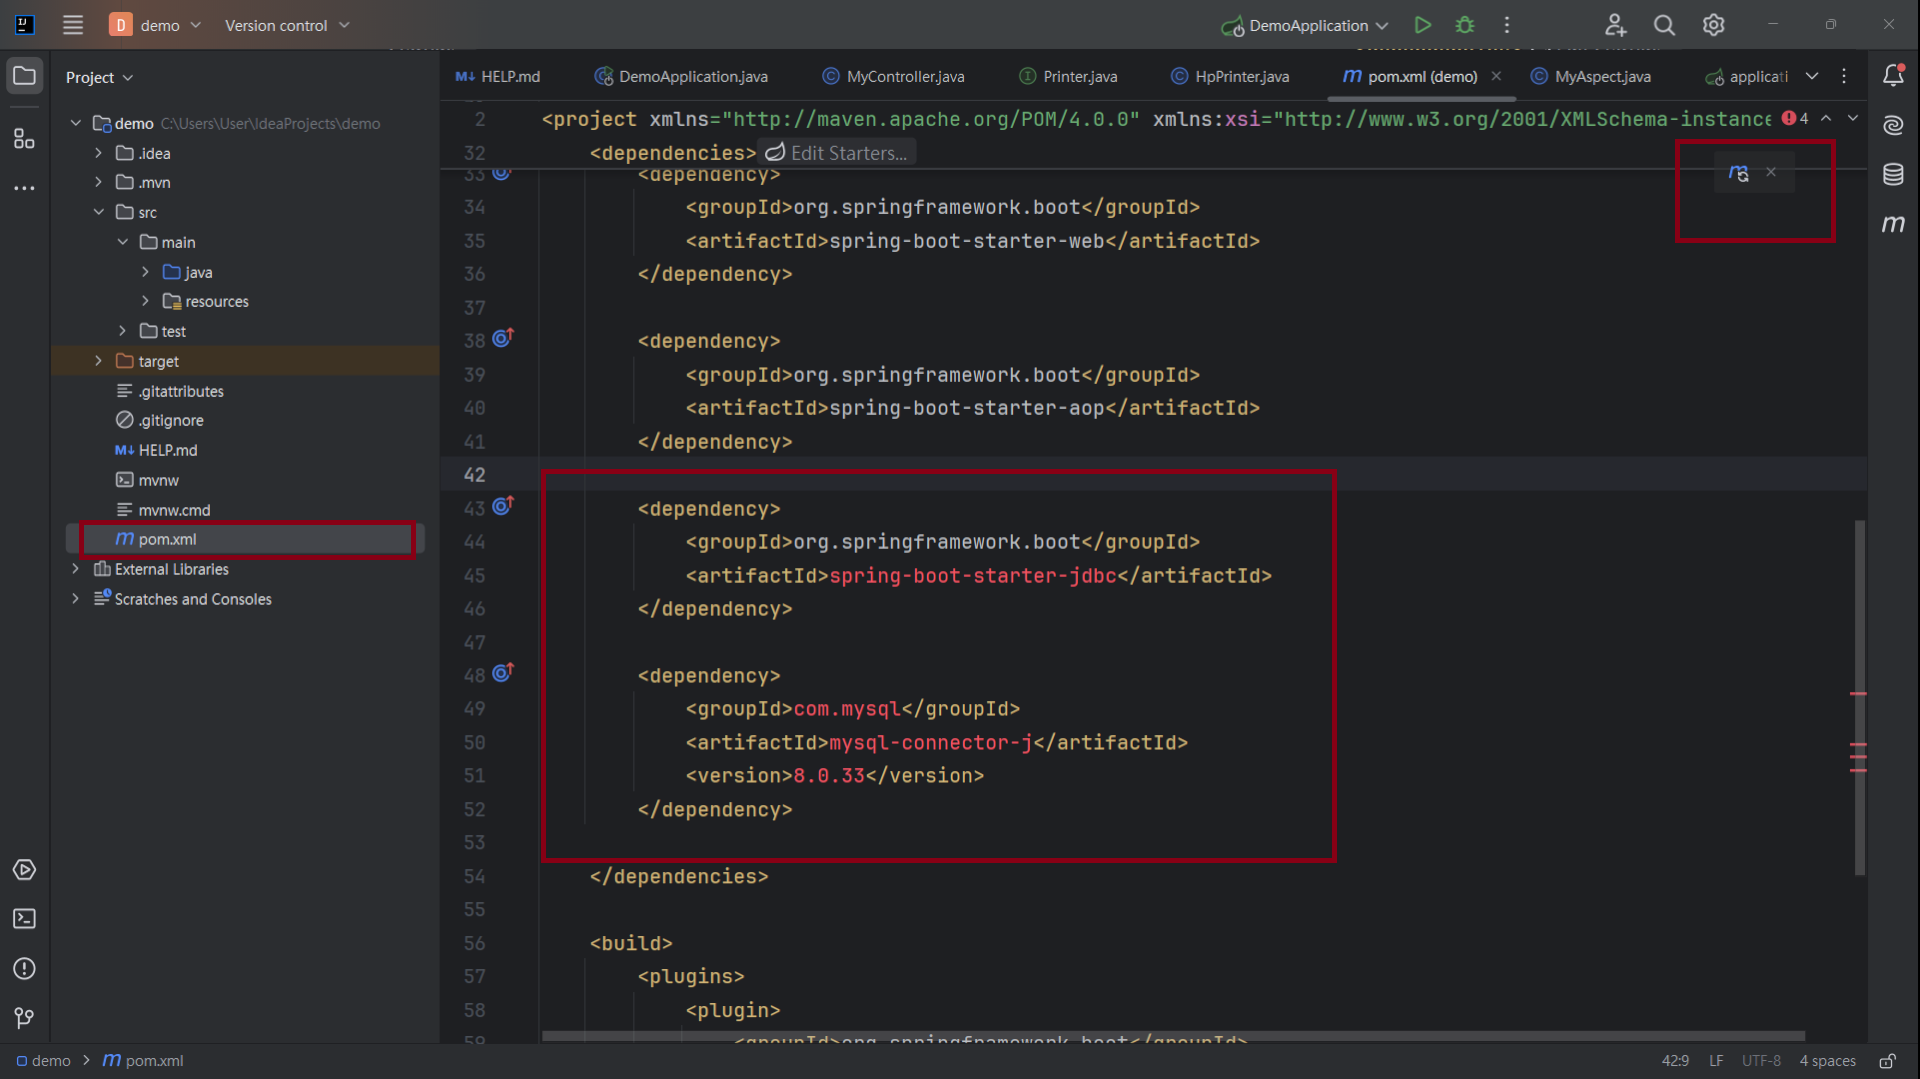 D demo Version control DemoApplication
Project
HELP.md DemoApplication.java MyController.java Printer.java HpPrinter.java pom.xml (demo) MyAspect.java applicati
demo C:\Users\User\IdeaProjects\demo
.idea
.mvn
src
main
java
resources
test
target
.gitattributes
.gitignore
HELP.md
mvnw
mvnw.cmd
pom.xml
External Libraries
Scratches and Consoles
2 <project xmlns="http://maven.apache.org/POM/4.0.0" xmlns:xsi="http://www.w3.org/2001/XMLSchema-instance 4
32 <dependencies> Edit Starters...
33 <dependency>
34 <groupId>org.springframework.boot</groupId>
35 <artifactId>spring-boot-starter-web</artifactId>
36 </dependency>
37
38 <dependency>
39 <groupId>org.springframework.boot</groupId>
40 <artifactId>spring-boot-starter-aop</artifactId>
41 </dependency>
42
43 <dependency>
44 <groupId>org.springframework.boot</groupId>
45 <artifactId>spring-boot-starter-jdbc</artifactId>
46 </dependency>
47
48 <dependency>
49 <groupId>com.mysql</groupId>
50 <artifactId>mysql-connector-j</artifactId>
51 <version>8.0.33</version>
52 </dependency>
53
54 </dependencies>
55
56 <build>
57 <plugins>
58 <plugin>
59 <groupId>org.springframework.boot</groupId>
demo > pom.xml 42:9 LF UTF-8 4 spaces